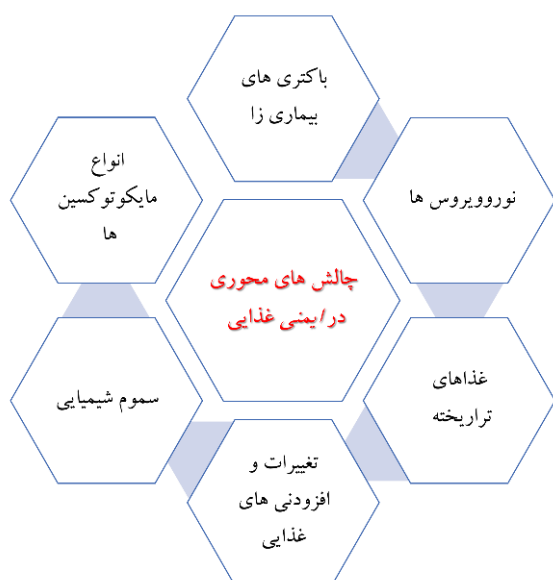 باکتری های
بیماری زا
نوروویروس ها
غذاهای
تراریخته
تغییرات و
افزودنی های
غذایی
سموم شیمیایی
انواع
مایکوتوکسین
ها
چالش های محوری
در/یمنی غذایی